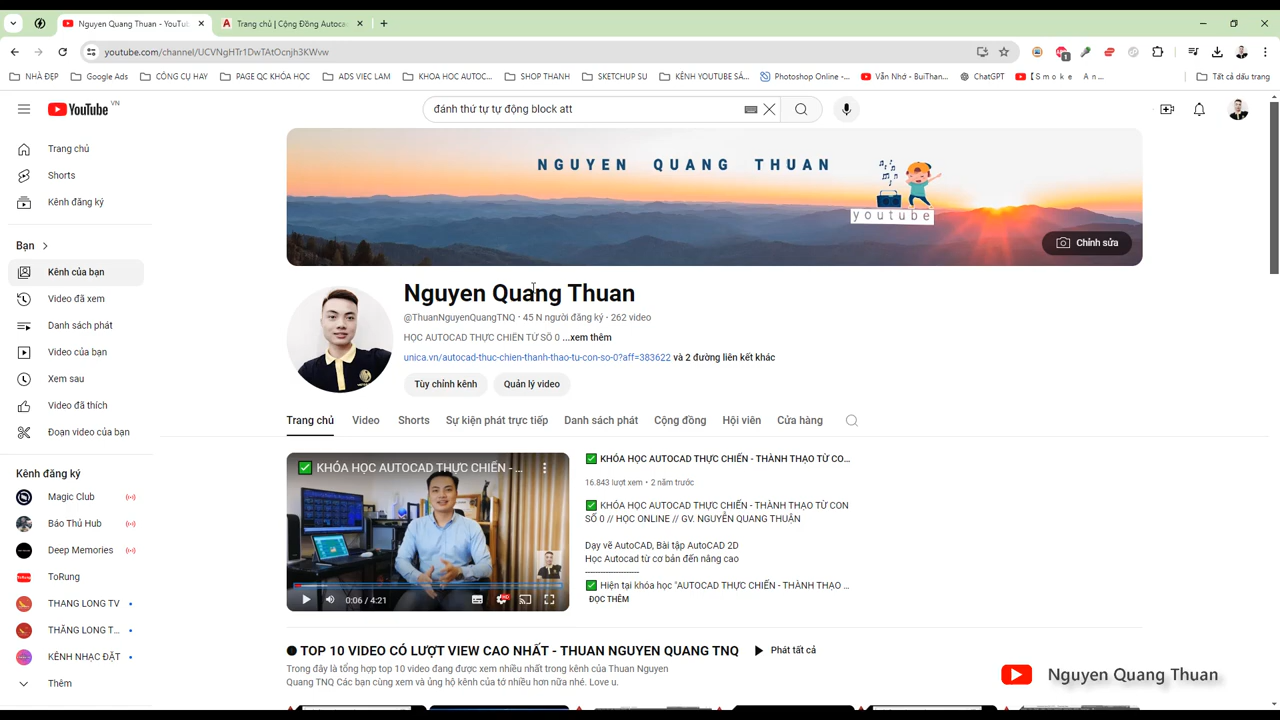 Nguyen Quang Thuan - YouTu
Trang chủ | Cộng Đồng Autoca
youtube.com/channel/UCVNgHTr1DwTAtOcnjh3KWvw
NHÀ ĐẸP
Google Ads
CÔNG CỤ HAY
PAGE QC KHÓA HỌC
ADS VIEC LAM
KHOA HOC AUTOC...
SHOP THANH
SKETCHUP SU
KÊNH YOUTUBE SÁ...
Photoshop Online -...
Vẫn Nhớ - BuiThan...
ChatGPT
【S m o k e A n ...
Tất cả dấu trang
YouTube VN
đánh thứ tự tự động block att
Trang chủ
Shorts
Kênh đăng ký
Bạn
Kênh của bạn
Video đã xem
Danh sách phát
Video của bạn
Xem sau
Video đã thích
Đoạn video của bạn
Kênh đăng ký
Magic Club
Báo Thủ Hub
Deep Memories
ToRung
THANG LONG TV
THĂNG LONG T...
KÊNH NHẠC ĐẬT
Thêm
NGUYEN QUANG THUAN
youtube
Chỉnh sửa
Nguyen Quang Thuan
@ThuanNguyenQuangTNQ · 45 N người đăng ký · 262 video
HỌC AUTOCAD THỰC CHIẾN TỪ SỐ 0 ...xem thêm
unica.vn/autocad-thuc-chien-thanh-thao-tu-con-so-0?aff=383622 và 2 đường liên kết khác
Tùy chỉnh kênh
Quản lý video
Trang chủ
Video
Shorts
Sự kiện phát trực tiếp
Danh sách phát
Cộng đồng
Hội viên
Cửa hàng
KHÓA HỌC AUTOCAD THỰC CHIẾN - ...
0:06 / 4:21
KHÓA HỌC AUTOCAD THỰC CHIẾN - THÀNH THẠO TỪ CO...
16.843 lượt xem • 2 năm trước
KHÓA HỌC AUTOCAD THỰC CHIẾN - THÀNH THẠO TỪ CON
SỐ 0 // HỌC ONLINE // GV. NGUYỄN QUANG THUẬN
Dạy vẽ AutoCAD, Bài tập AutoCAD 2D
Học Autocad từ cơ bản đến nâng cao
--------------------
Hiện tại khóa học "AUTOCAD THỰC CHIẾN - THÀNH THẠO ...
ĐỌC THÊM
TOP 10 VIDEO CÓ LƯỢT VIEW CAO NHẤT - THUAN NGUYEN QUANG TNQ
Phát tất cả
Trong đây là tổng hợp top 10 video đang được xem nhiều nhất trong kênh của Thuan Nguyen
Quang TNQ Các bạn cùng xem và ủng hộ kênh của tớ nhiều hơn nữa nhé. Love u.
Nguyen Quang Thuan